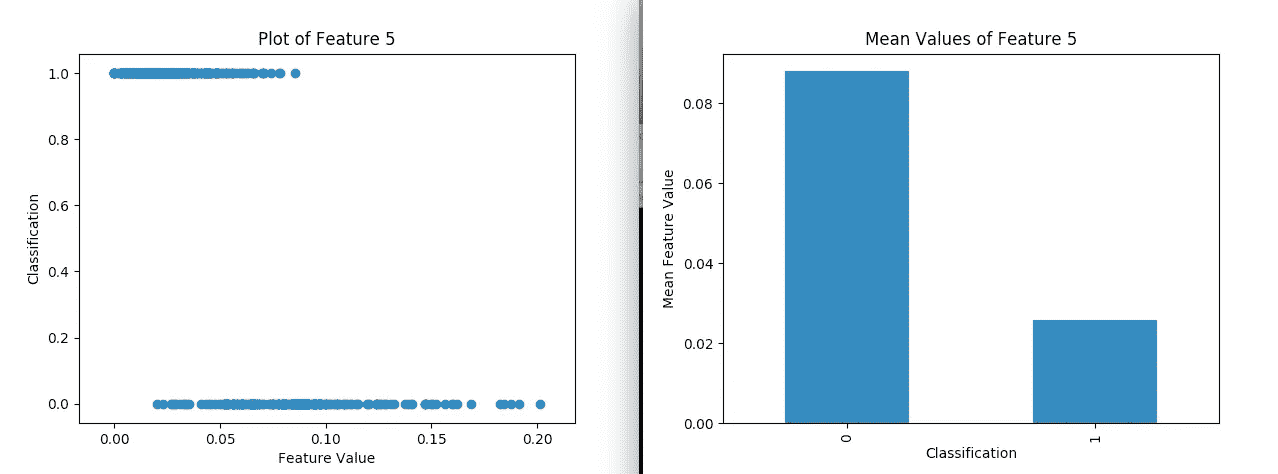 Plot of Feature 5
1.0
0.8
0.6
0.4
0.2
0.0
Classification
0.00 0.05 0.10 0.15 0.20
Feature Value
Mean Values of Feature 5
0.08
0.06
0.04
0.02
0.00
Mean Feature Value
0 1
Classification